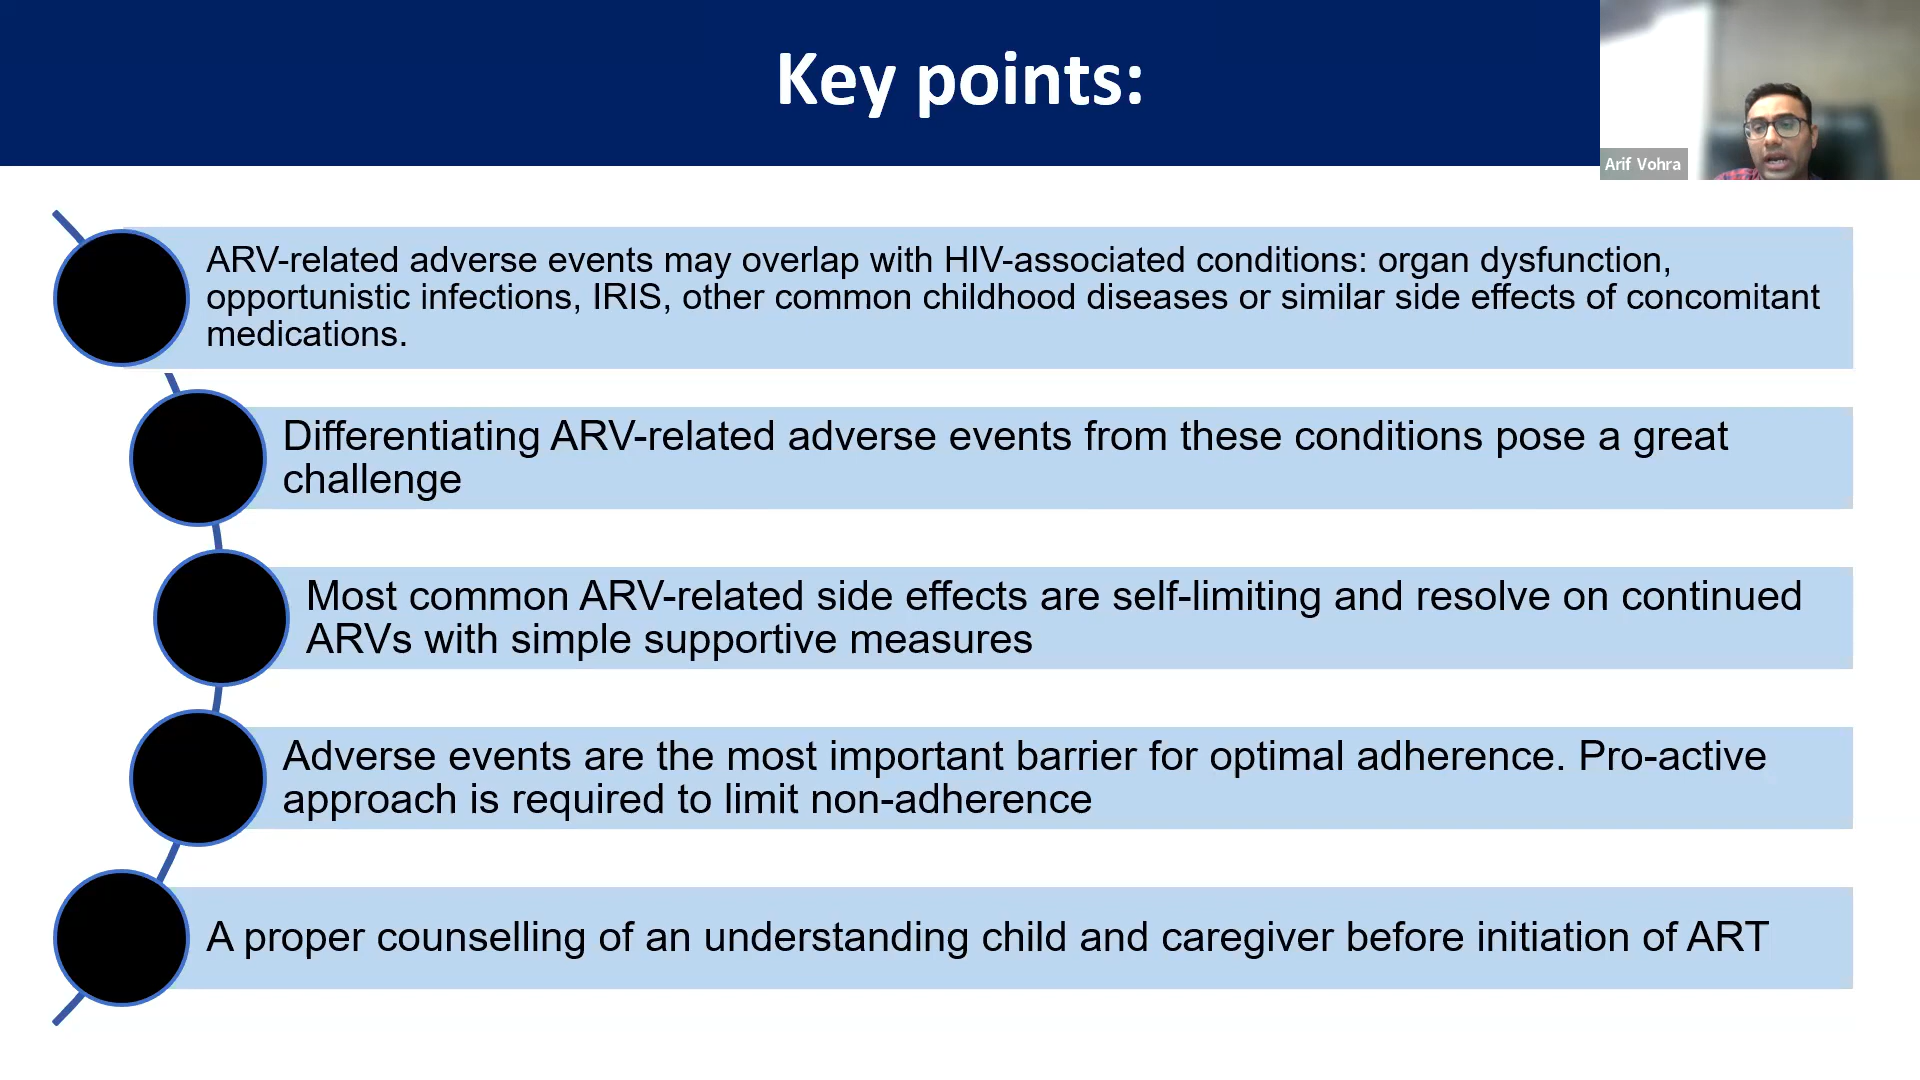 Key points:
Arif Vohra
ARV-related adverse events may overlap with HIV-associated conditions: organ dysfunction,
opportunistic infections, IRIS, other common childhood diseases or similar side effects of concomitant
medications.
Differentiating ARV-related adverse events from these conditions pose a great
challenge
Most common ARV-related side effects are self-limiting and resolve on continued
ARVs with simple supportive measures
Adverse events are the most important barrier for optimal adherence. Pro-active
approach is required to limit non-adherence
A proper counselling of an understanding child and caregiver before initiation of ART